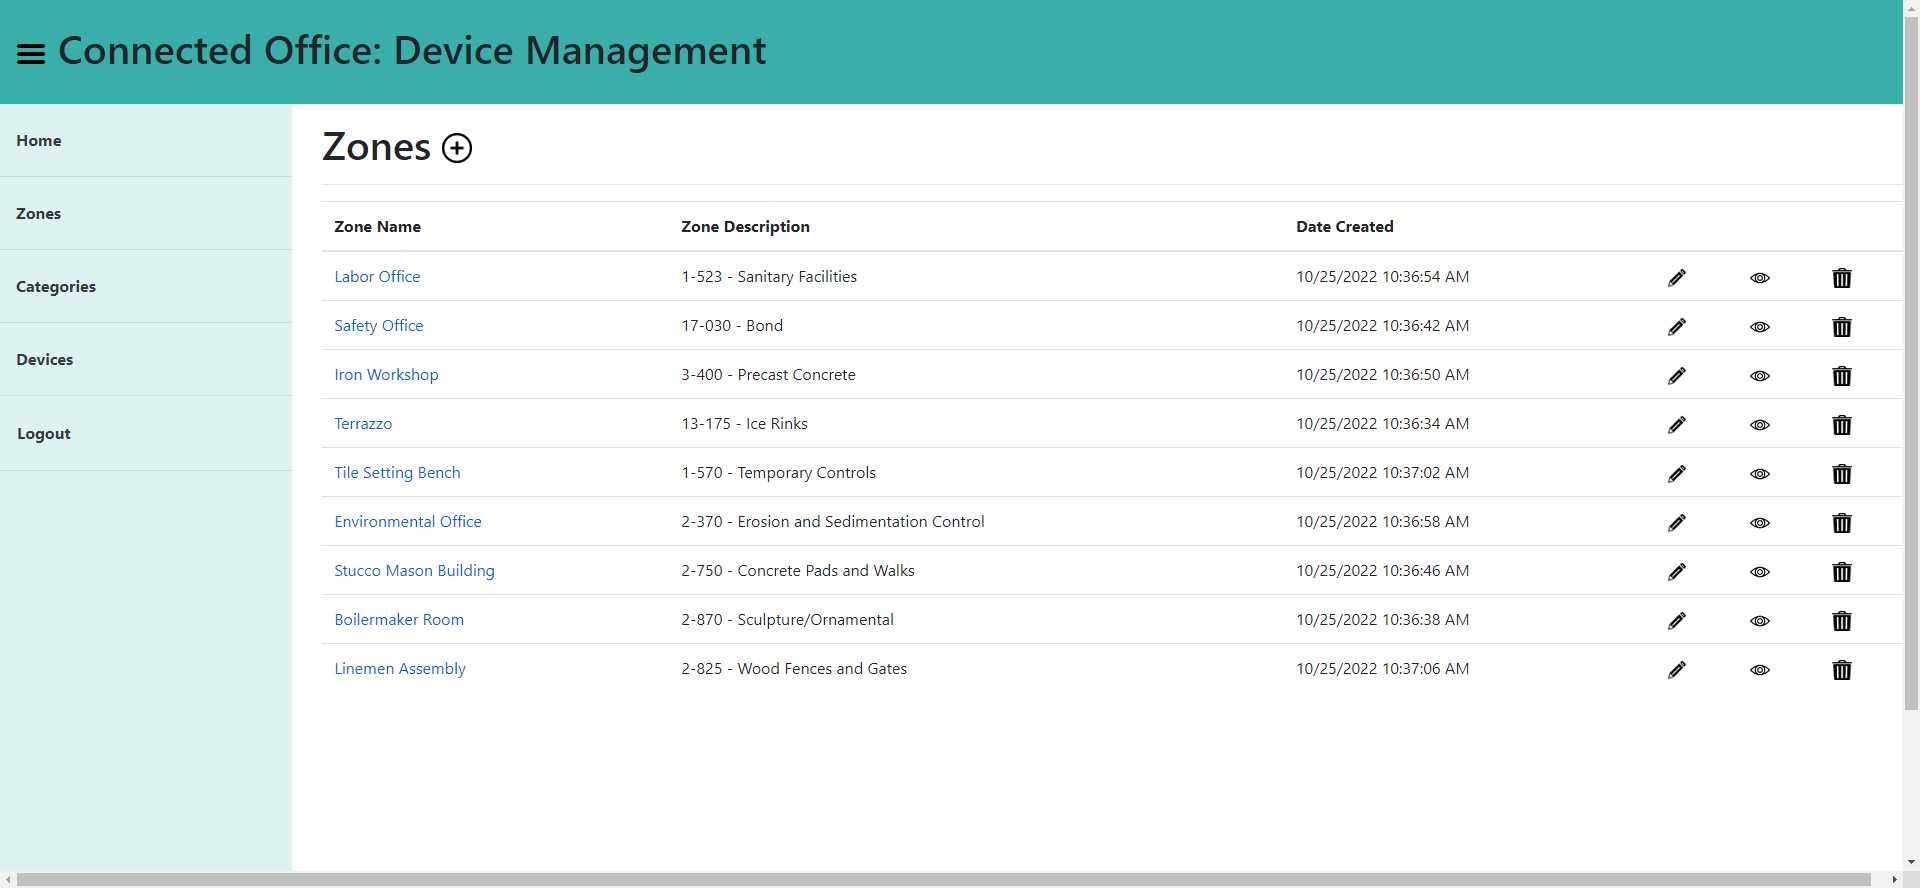 Connected Office: Device Management
Home
Zones
Categories
Devices
Logout
Zones
Zone Name Zone Description Date Created
Labor Office 1-523 - Sanitary Facilities 10/25/2022 10:36:54 AM
Safety Office 17-030 - Bond 10/25/2022 10:36:42 AM
Iron Workshop 3-400 - Precast Concrete 10/25/2022 10:36:50 AM
Terrazzo 13-175 - Ice Rinks 10/25/2022 10:36:34 AM
Tile Setting Bench 1-570 - Temporary Controls 10/25/2022 10:37:02 AM
Environmental Office 2-370 - Erosion and Sedimentation Control 10/25/2022 10:36:58 AM
Stucco Mason Building 2-750 - Concrete Pads and Walks 10/25/2022 10:36:46 AM
Boilermaker Room 2-870 - Sculpture/Ornamental 10/25/2022 10:36:38 AM
Linemen Assembly 2-825 - Wood Fences and Gates 10/25/2022 10:37:06 AM